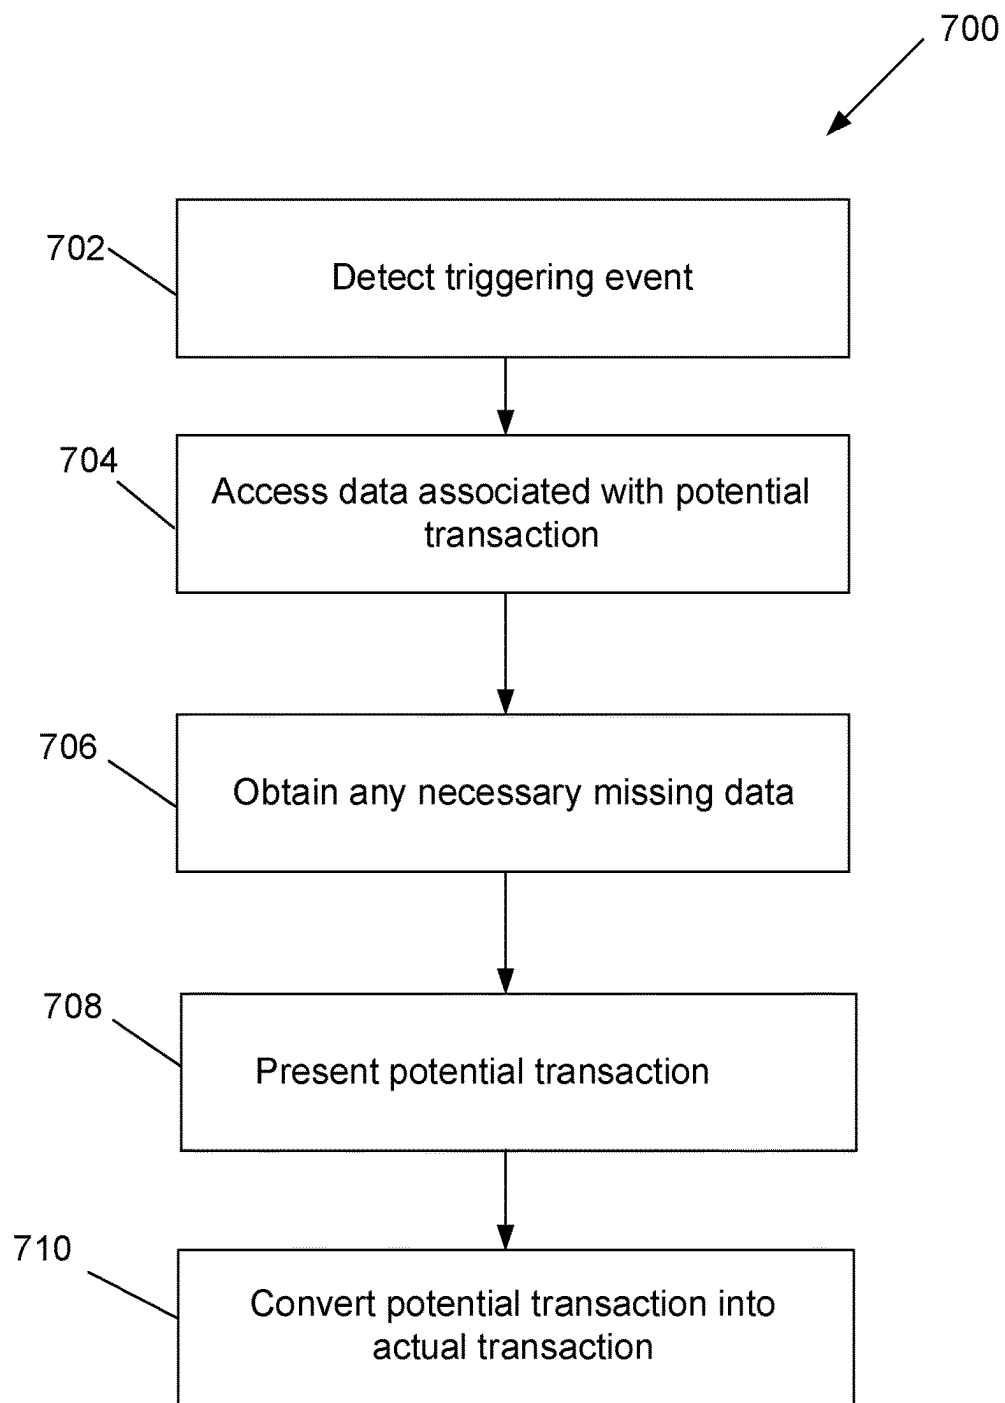 700
702
Detect triggering event
704
Access data associated with potential
transaction
706
Obtain any necessary missing data
708
Present potential transaction
710
Convert potential transaction into
actual transaction